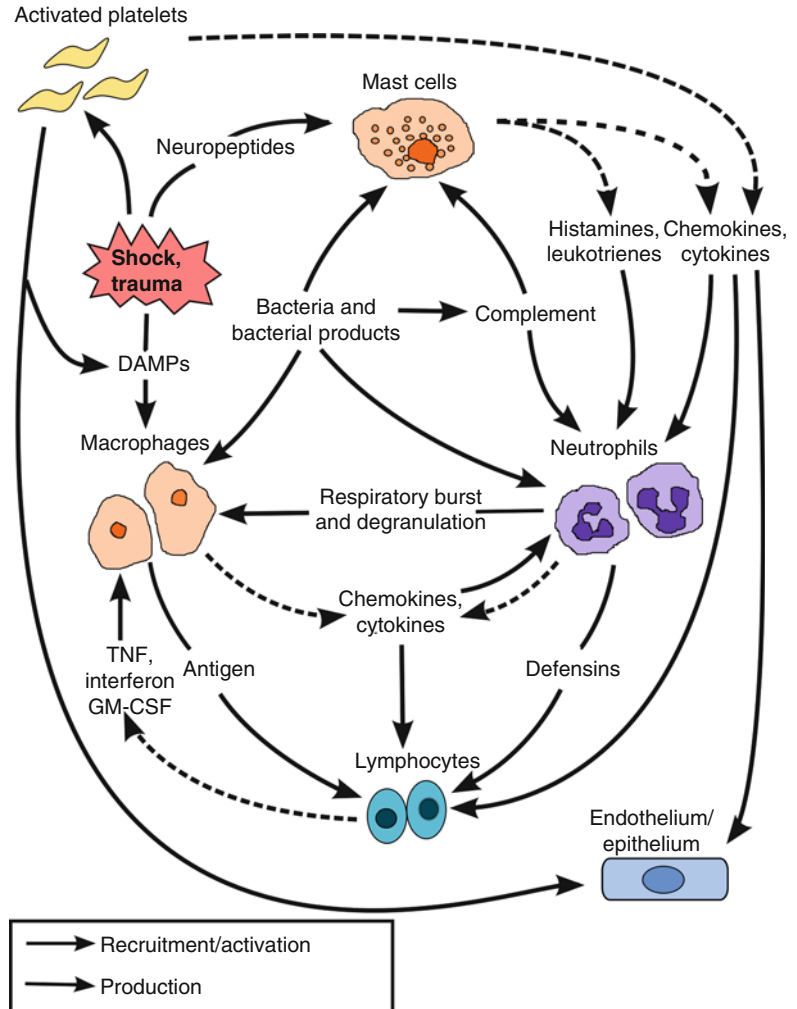 Activated platelets
Mast cells
Neuropeptides
Histamines,
leukotrienes
Chemokines,
cytokines
Shock,
trauma
Bacteria and
bacterial products
Complement
DAMPs
Macrophages
Neutrophils
Respiratory burst
and degranulation
Chemokines,
cytokines
TNF,
interferon
GM-CSF
Antigen
Defensins
Lymphocytes
Endothelium/
epithelium
Recruitment/activation
Production